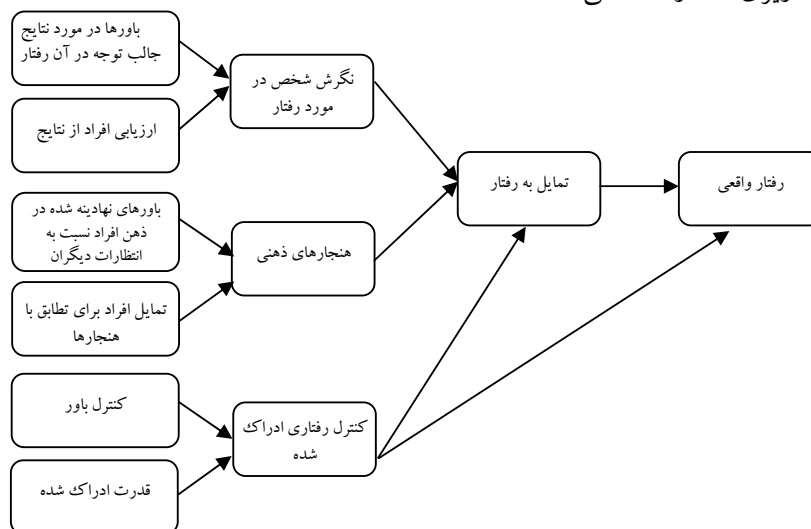 باورها در مورد نتایج
جالب توجه در آن رفتار
ارزیابی افراد از نتایج
نگرش شخص در
مورد رفتار
باورهای نهادینه شده در
ذهن افراد نسبت به
انتظارات دیگران
تمایل افراد برای تطابق با
هنجارها
هنجارهای ذهنی
کنترل باور
قدرت ادراک شده
کنترل رفتاری ادراک
شده
تمایل به رفتار
رفتار واقعی